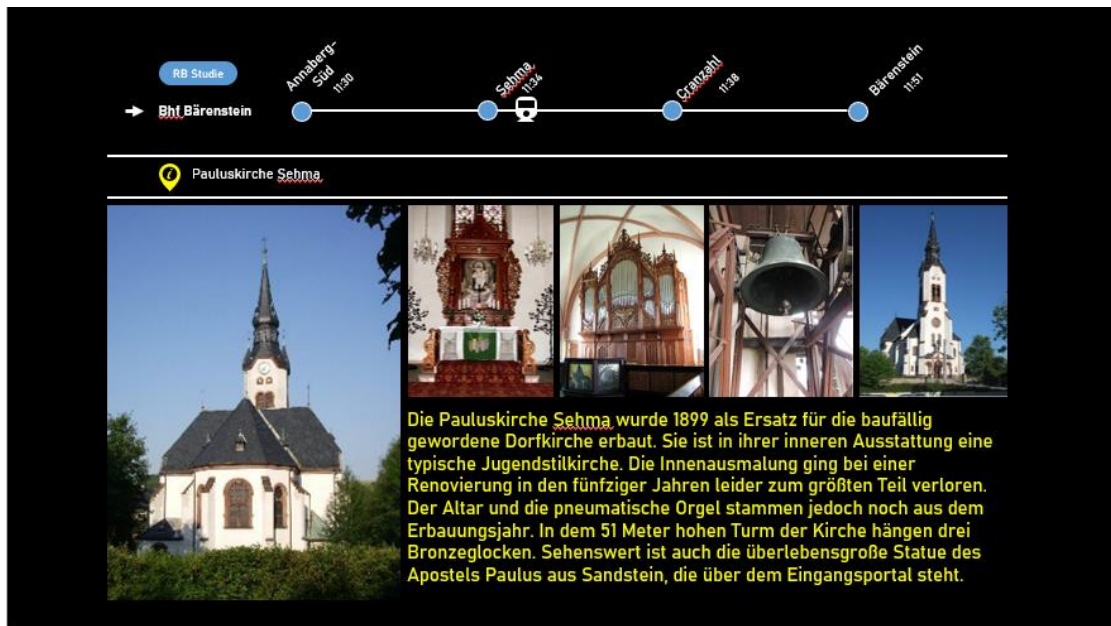 RB Studie
Bhf Bärenstein
Annaberg-
Süd
11:30
Sehma
11:34
Cranzahl
11:38
Bärenstein
11:51
Pauluskirche Sehma
Die Pauluskirche Sehma wurde 1899 als Ersatz für die baufällig
gewordene Dorfkirche erbaut. Sie ist in ihrer inneren Ausstattung eine
typische Jugendstilkirche. Die Innenausmalung ging bei einer
Renovierung in den fünfziger Jahren leider zum größten Teil verloren.
Der Altar und die pneumatische Orgel stammen jedoch noch aus dem
Erbauungsjahr. In dem 51 Meter hohen Turm der Kirche hängen drei
Bronzeglocken. Sehenswert ist auch die überlebensgroße Statue des
Apostels Paulus aus Sandstein, die über dem Eingangsportal steht.